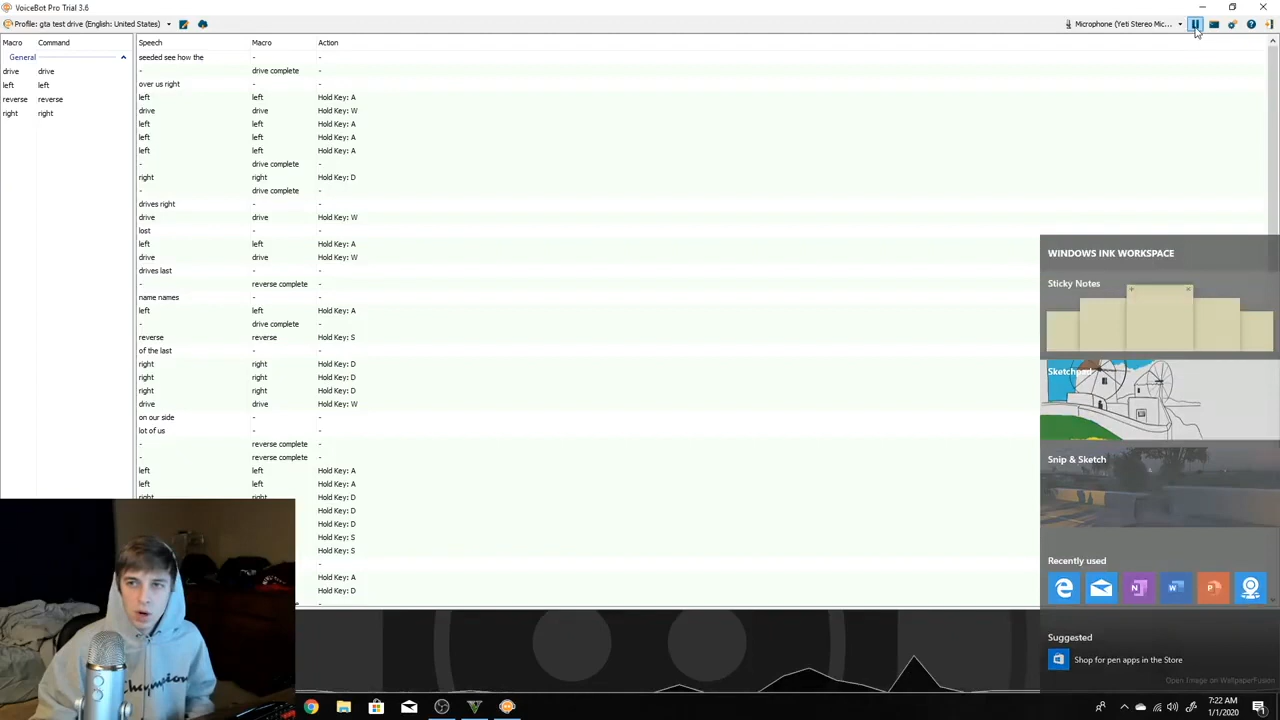 VoiceBot Pro Trial 3.6
Profile: gta test drive (English: United States)
Microphone (Yeti Stereo Mic...
Macro Command
General
drive drive
left left
reverse reverse
right right
Speech Macro Action
seeded see how the - -
- drive complete -
over us right - -
left left Hold Key: A
drive drive Hold Key: W
left left Hold Key: A
left left Hold Key: A
left left Hold Key: A
- drive complete -
right right Hold Key: D
- drive complete -
drives right - -
drive drive Hold Key: W
lost - -
left left Hold Key: A
drive drive Hold Key: W
drives last - -
- reverse complete -
name names - -
left left Hold Key: A
- drive complete -
reverse reverse Hold Key: S
of the last - -
right right Hold Key: D
right right Hold Key: D
right right Hold Key: D
drive drive Hold Key: W
on our side - -
lot of us - -
- reverse complete -
- reverse complete -
left left Hold Key: A
left left Hold Key: A
right right Hold Key: D
Hold Key: D
Hold Key: D
Hold Key: S
Hold Key: S
-
Hold Key: A
Hold Key: D
-
WINDOWS INK WORKSPACE
Sticky Notes
Sketchpad
Snip & Sketch
Recently used
Suggested
Shop for pen apps in the Store
Open Image on WallpaperFusion
Champion
7:22 AM
1/1/2020